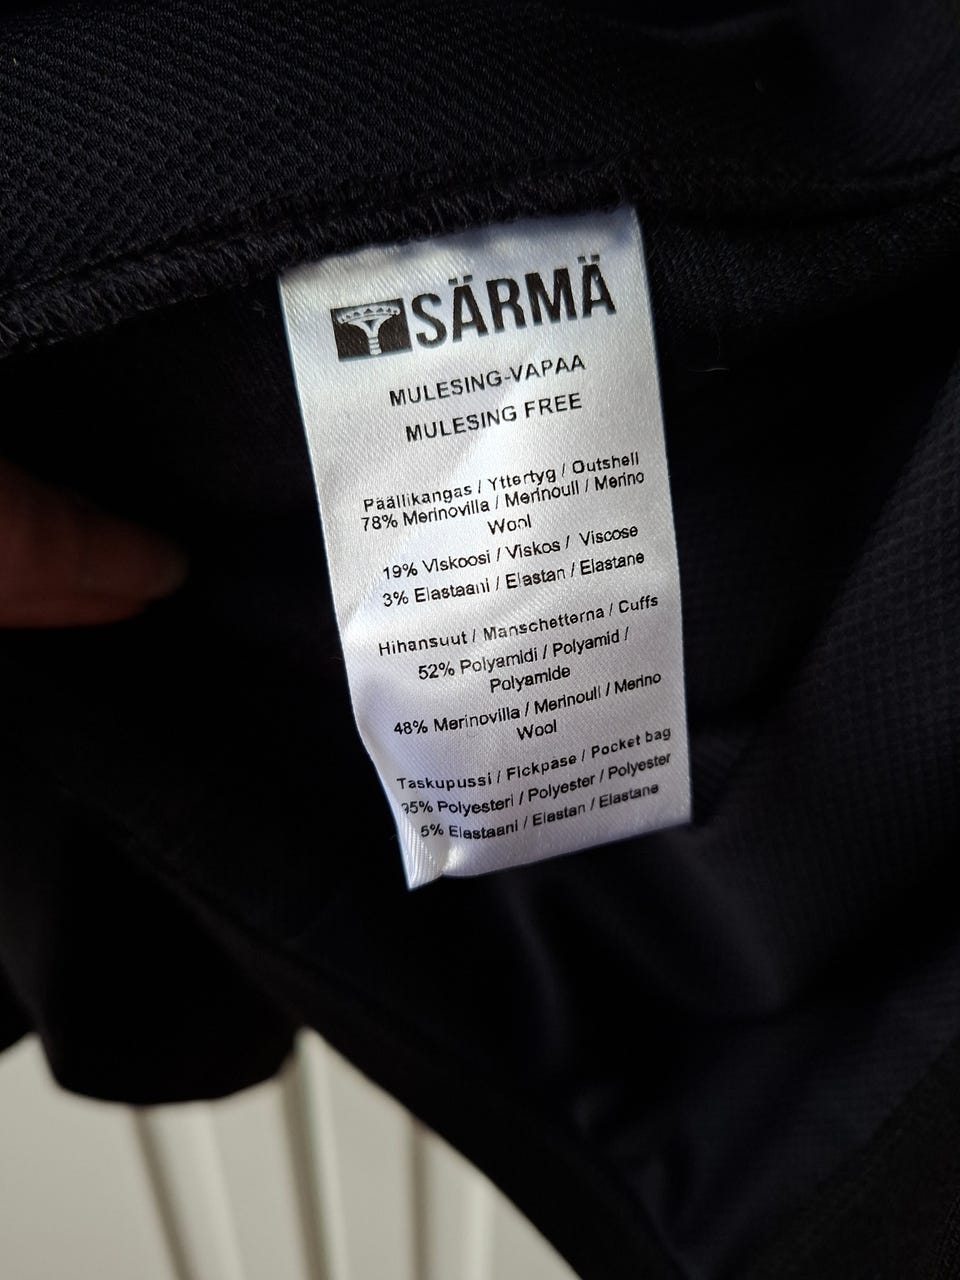 SÄRMÄ
MULESING-VAPAA
MULESING FREE
Päällikangas / Yttertyg / Outshell
78% Merinovilla / Merinoull / Merino
Wool
19% Viskoosi / Viskos / Viscose
3% Elastaani / Elastan / Elastane
Hihansuut / Manschetterna / Cuffs
52% Polyamidi / Polyamid /
Polyamide
48% Merinovilla / Merinoull / Merino
Wool
Taskupussi / Fickpase / Pocket bag
95% Polyesteri / Polyester / Polyester
5% Elastaani / Elastan / Elastane